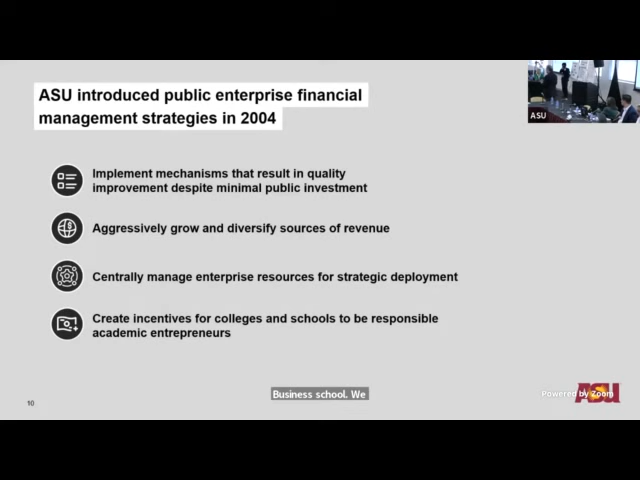 ASU introduced public enterprise financial
management strategies in 2004
ASU
Implement mechanisms that result in quality
improvement despite minimal public investment
Aggressively grow and diversify sources of revenue
Centrally manage enterprise resources for strategic deployment
Create incentives for colleges and schools to be responsible
academic entrepreneurs
Business school. We
Powered by Zoom
ASU
10